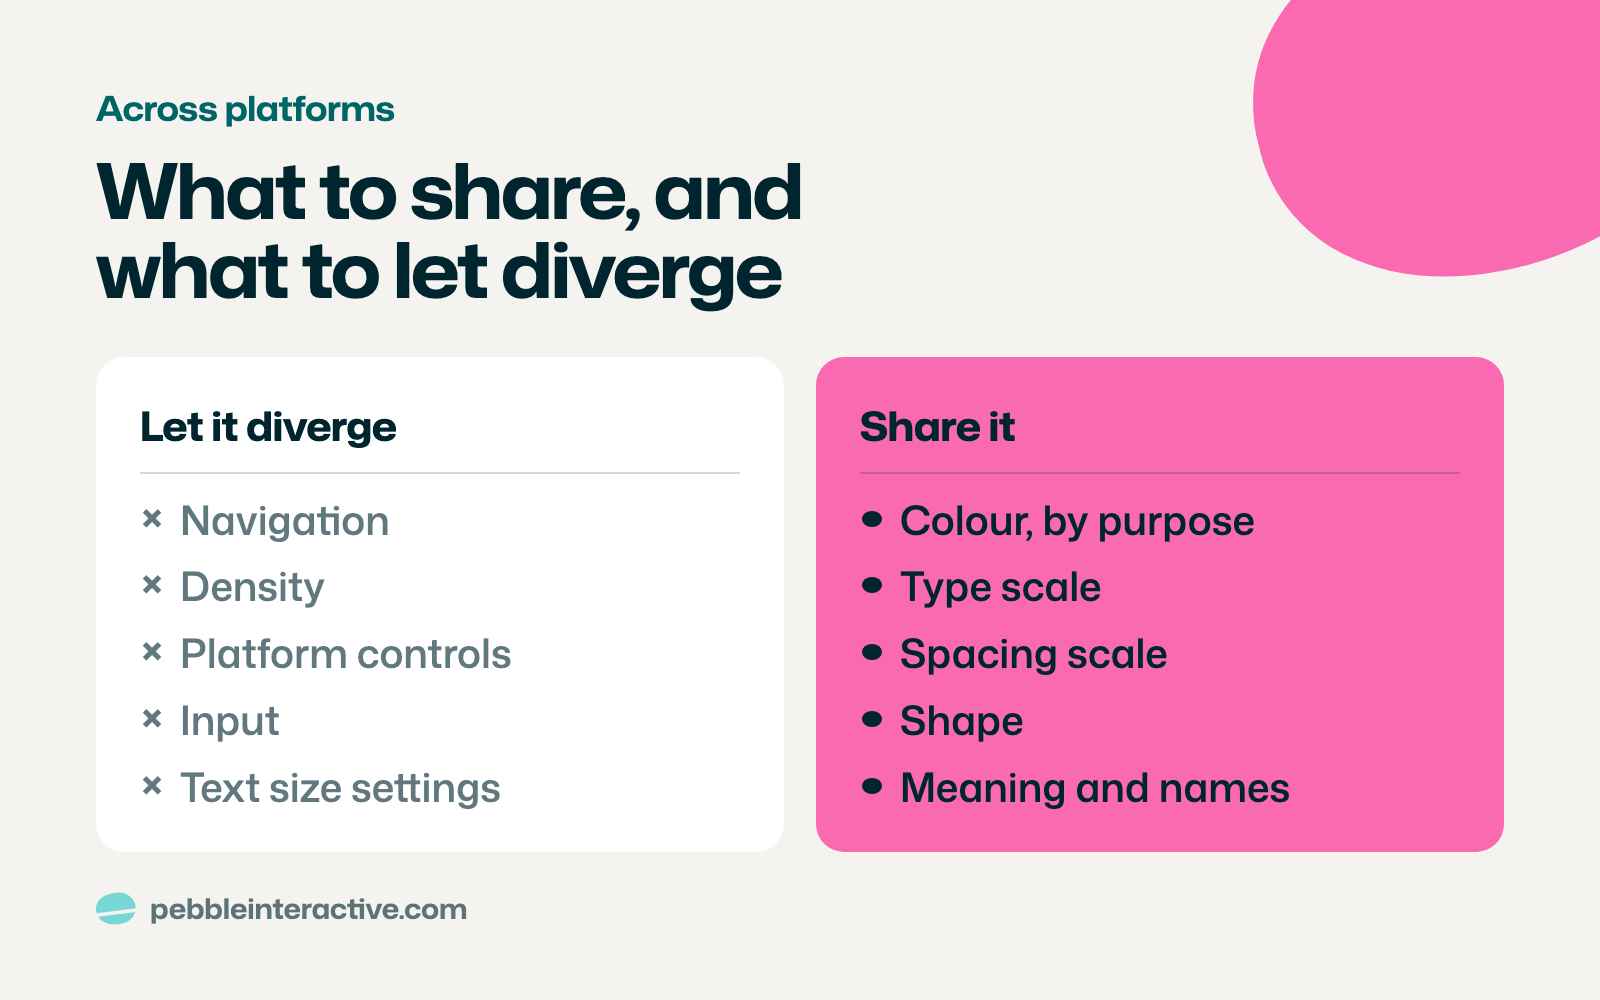 Across platforms
What to share, and
what to let diverge
Let it diverge
× Navigation
× Density
× Platform controls
× Input
× Text size settings
Share it
• Colour, by purpose
• Type scale
• Spacing scale
• Shape
• Meaning and names
pebbleinteractive.com